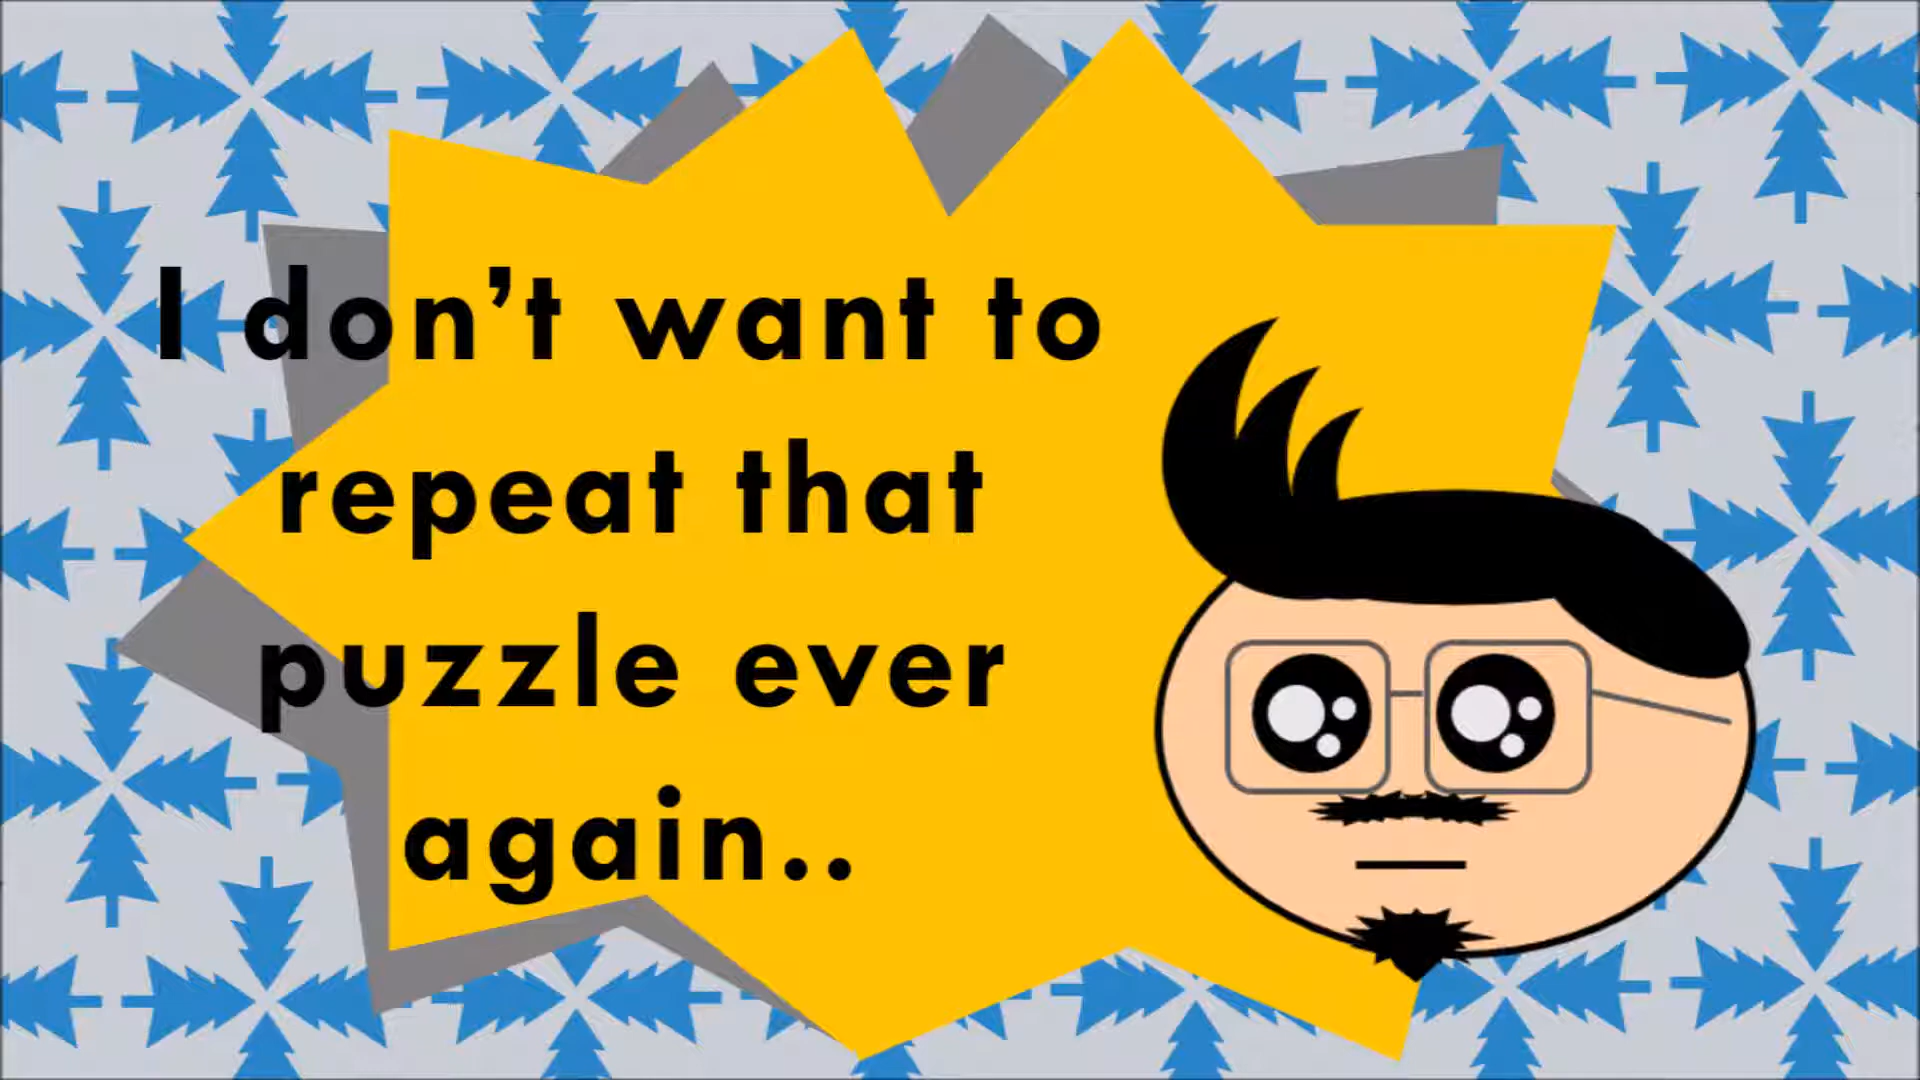 I don’t want to
repeat that
puzzle ever
again..